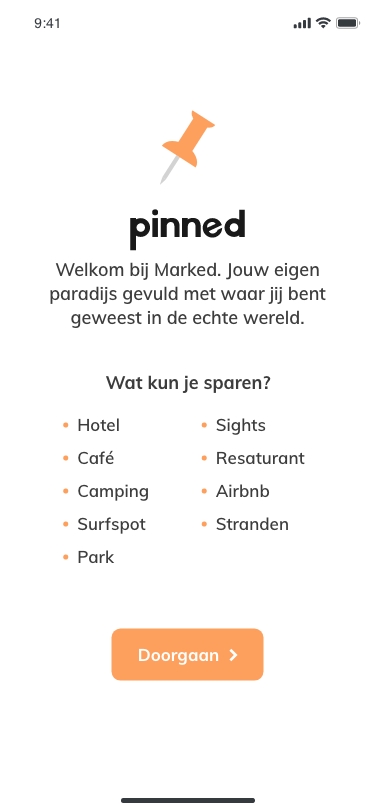 9:41
pinned
Welkom bij Marked. Jouw eigen
paradijs gevuld met waar jij bent
geweest in de echte wereld.
Wat kun je sparen?
Hotel
Café
Camping
Surfspot
Park
Sights
Resaturant
Airbnb
Stranden
Doorgaan